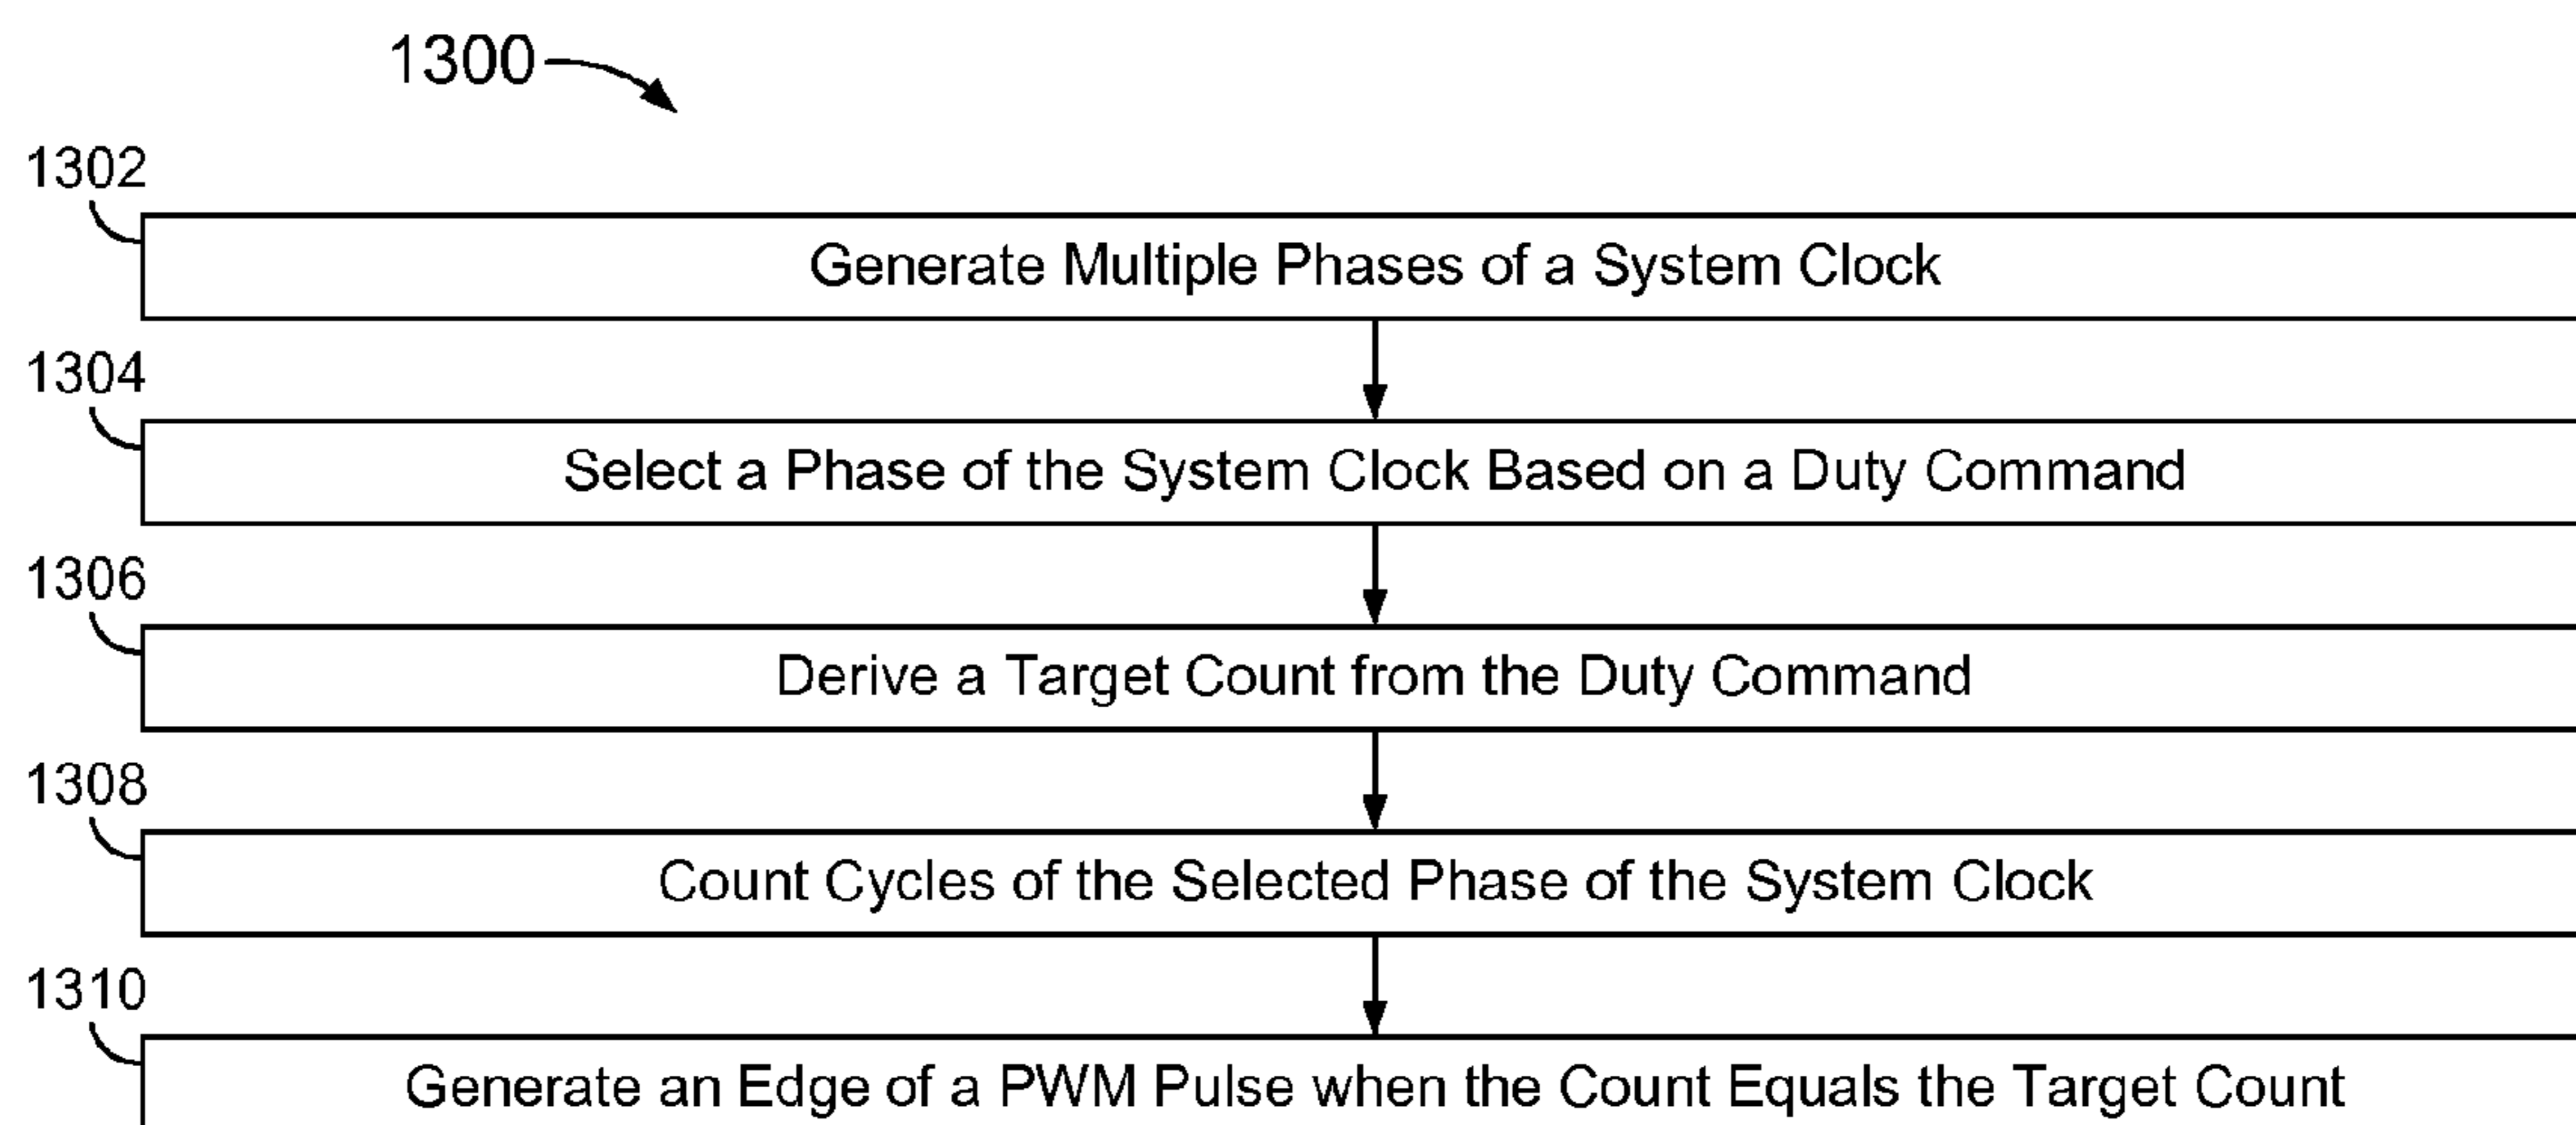 1300
1302
Generate Multiple Phases of a System Clock
1304
Select a Phase of the System Clock Based on a Duty Command
1306
Derive a Target Count from the Duty Command
1308
Count Cycles of the Selected Phase of the System Clock
1310
Generate an Edge of a PWM Pulse when the Count Equals the Target Count